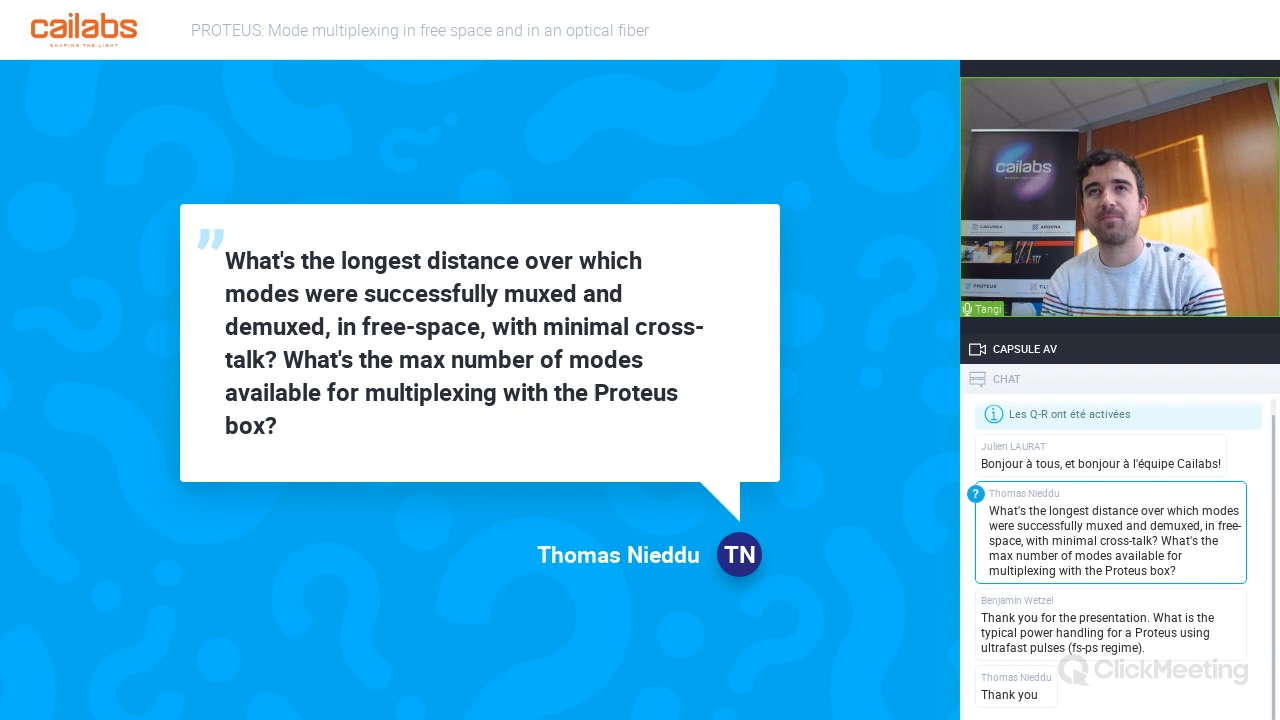 cailabs
SHAPING THE LIGHT
PROTEUS: Mode multiplexing in free space and in an optical fiber
What's the longest distance over which
modes were successfully muxed and
demuxed, in free-space, with minimal cross-
talk? What's the max number of modes
available for multiplexing with the Proteus
box?
Thomas Nieddu
TN
cailabs
CANUNDA
ARDONA
PROTEUS
TIL
Tangi
CAPSULE AV
CHAT
Les Q-R ont été activées
Julien LAURAT
Bonjour à tous, et bonjour à l'équipe Cailabs!
?
Thomas Nieddu
What's the longest distance over which modes
were successfully muxed and demuxed, in free-
space, with minimal cross-talk? What's the
max number of modes available for
multiplexing with the Proteus box?
Benjamin Wetzel
Thank you for the presentation. What is the
typical power handling for a Proteus using
ultrafast pulses (fs-ps regime).
ClickMeeting
Thomas Nieddu
Thank you